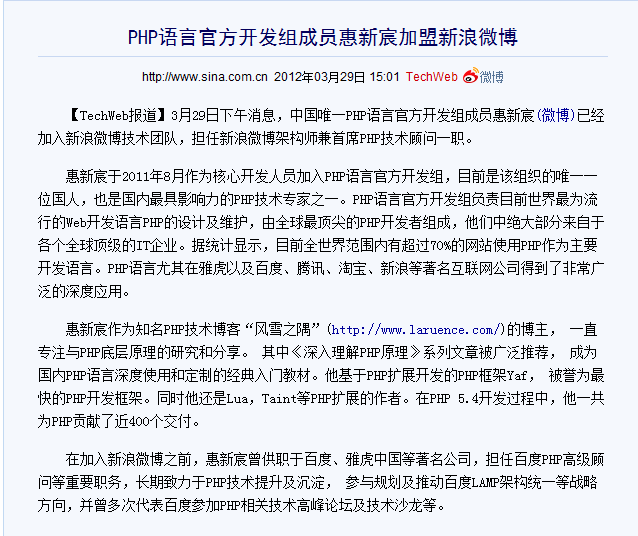 PHP语言官方开发组成员惠新宸加盟新浪微博
http://www.sina.com.cn 2012年03月29日 15:01 TechWeb 微博
【TechWeb报道】3月29日下午消息，中国唯一PHP语言官方开发组成员惠新宸(微博)已经
加入新浪微博技术团队，担任新浪微博架构师兼首席PHP技术顾问一职。
惠新宸于2011年8月作为核心开发人员加入PHP语言官方开发组，目前是该组织的唯一一
位国人，也是国内最具影响力的PHP技术专家之一。PHP语言官方开发组负责目前世界最为流
行的Web开发语言PHP的设计及维护，由全球最顶尖的PHP开发者组成，他们中绝大部分来自于
各个全球顶级的IT企业。据统计显示，目前全世界范围内有超过70%的网站使用PHP作为主要
开发语言。PHP语言尤其在雅虎以及百度、腾讯、淘宝、新浪等著名互联网公司得到了非常广
泛的深度应用。
惠新宸作为知名PHP技术博客“风雪之隅”(http://www.laruence.com/)的博主， 一直
专注与PHP底层原理的研究和分享。 其中《深入理解PHP原理》系列文章被广泛推荐， 成为
国内PHP语言深度使用和定制的经典入门教材。他基于PHP扩展开发的PHP框架Yaf， 被誉为最
快的PHP开发框架。同时他还是Lua，Taint等PHP扩展的作者。在PHP 5.4开发过程中，他一共
为PHP贡献了近400个交付。
在加入新浪微博之前，惠新宸曾供职于百度、雅虎中国等著名公司，担任百度PHP高级顾
问等重要职务，长期致力于PHP技术提升及沉淀， 参与规划及推动百度LAMP架构统一等战略
方向，并曾多次代表百度参加PHP相关技术高峰论坛及技术沙龙等。